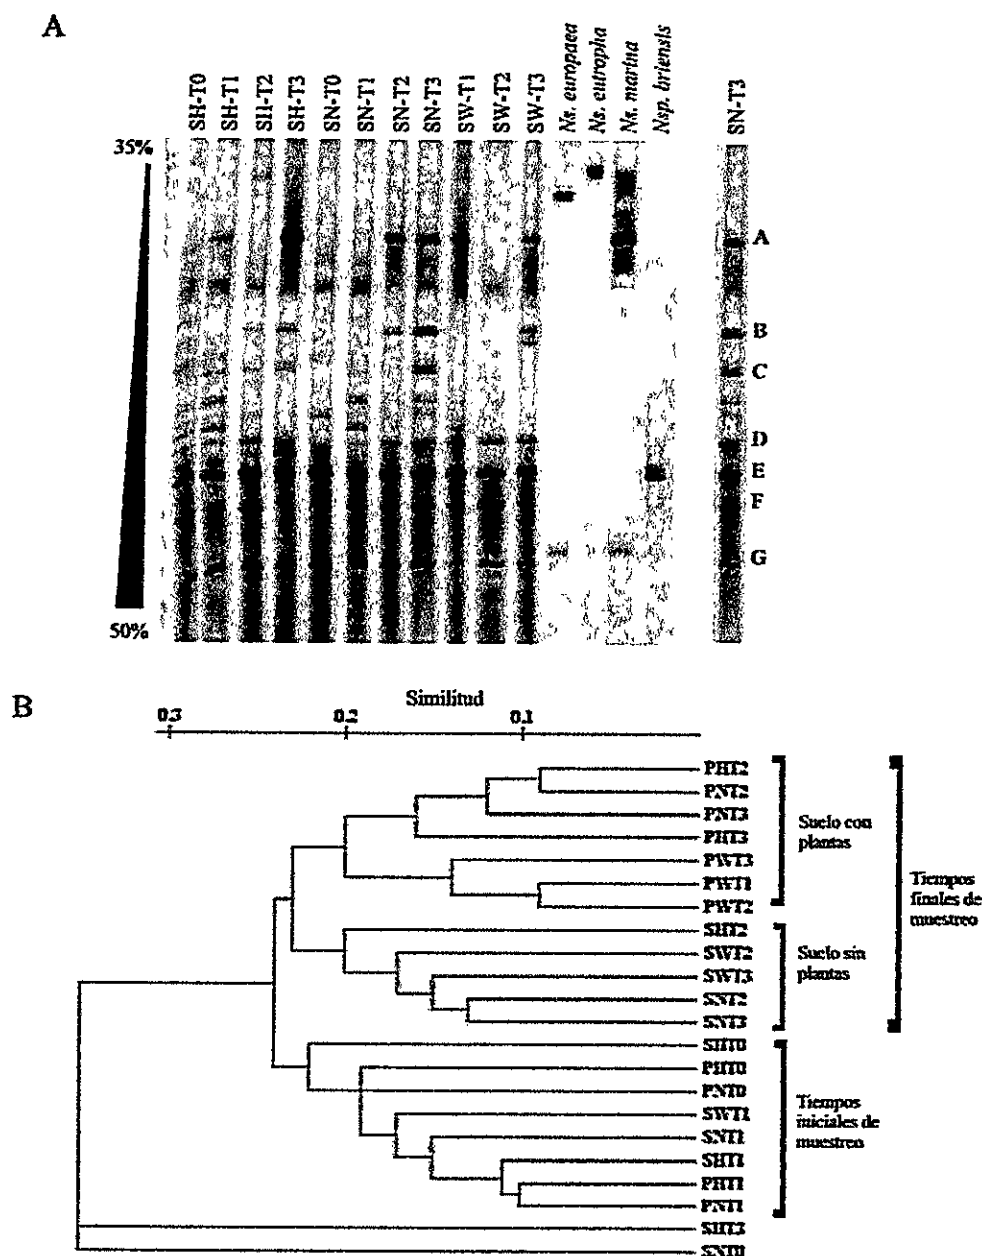 A
SH-T0
SH-T1
SH-T2
SH-T3
SN-T0
SN-T1
SN-T2
SN-T3
SW-T1
SW-T2
SW-T3
Ns. europaea
Ns. eutropha
Ns. marina
Nsp. briensis
SN-T3
35%
50%
A
B
C
D
E
F
G
B
Similitud
0.3
0.2
0.1
PHT2
PNT2
PNT3
PHT3
PWT3
PWT1
PWT2
SHT2
SWT2
SWT3
SNT2
SNT3
SHT0
PHT0
PNT0
SWT1
SNT1
SHT1
PHT1
PNT1
SHT3
SNT0
Suelo con
plantas
Suelo sin
plantas
Tiempos
finales de
muestreo
Tiempos
iniciales de
muestreo